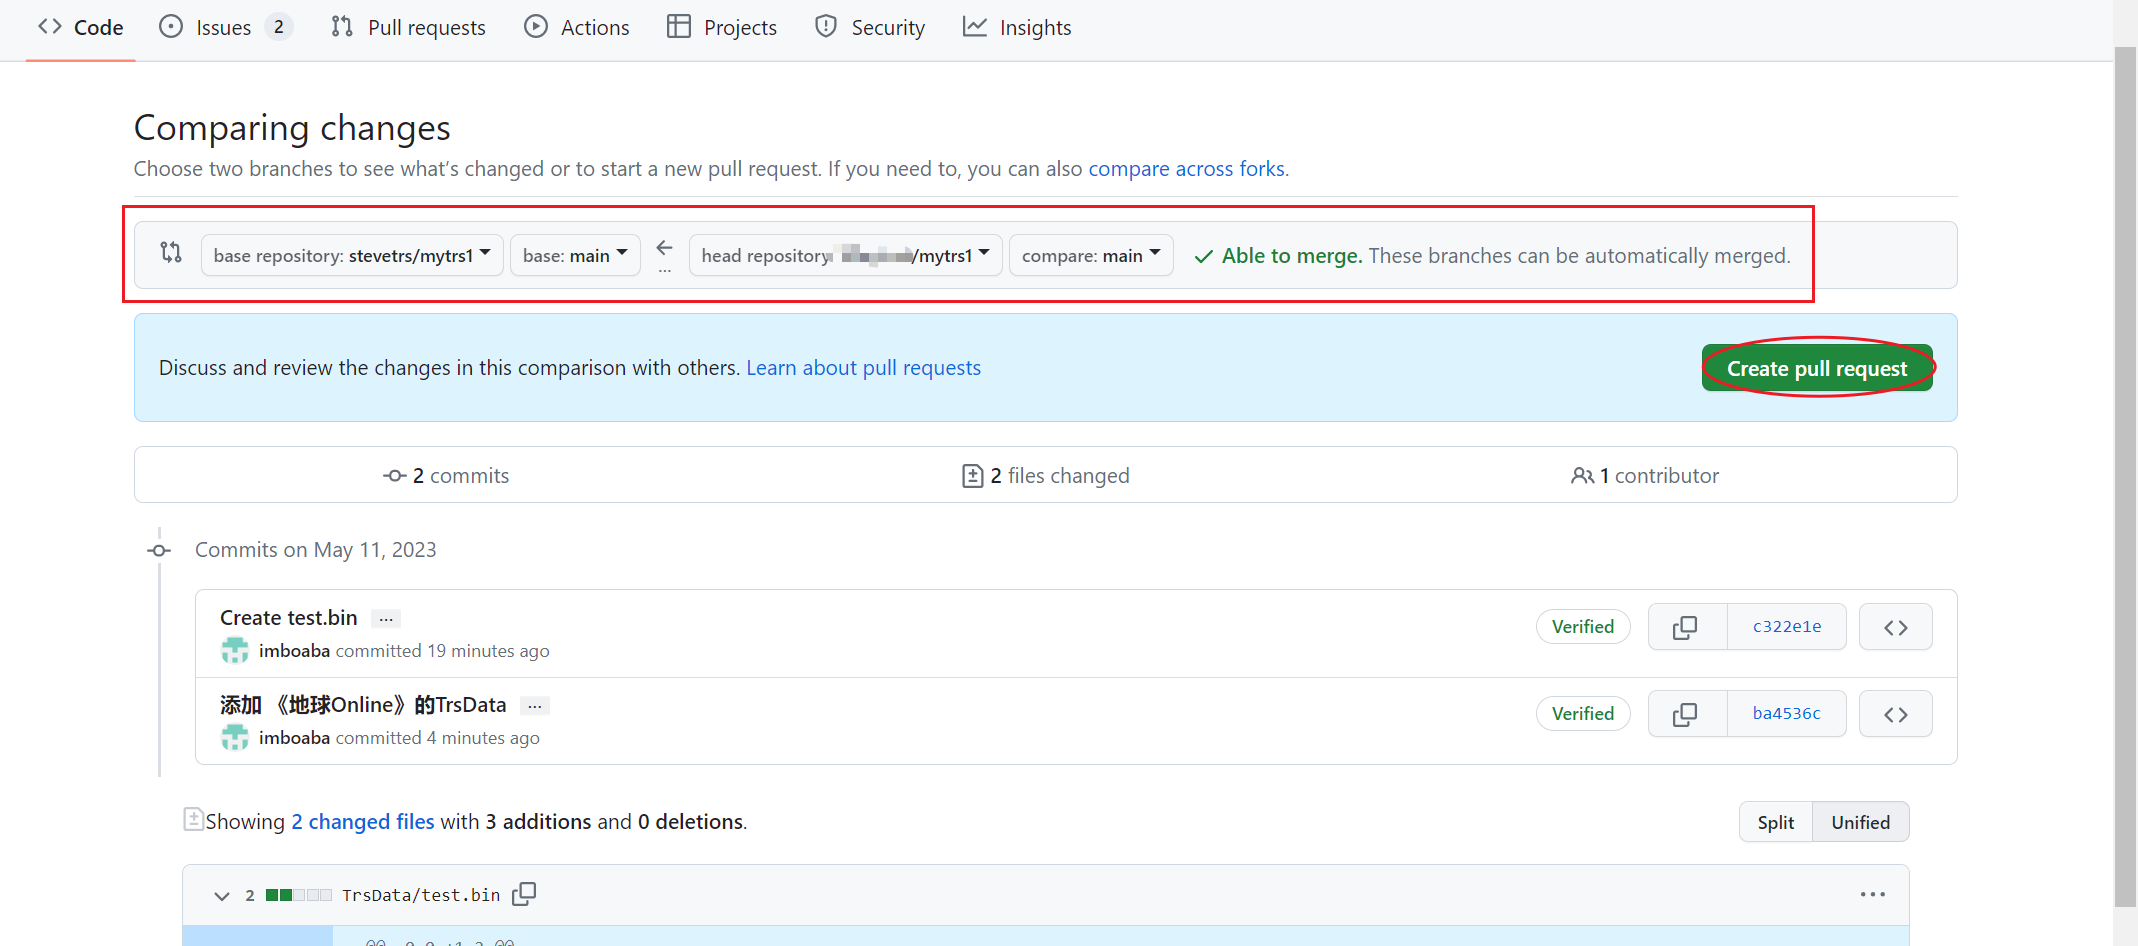 Code Issues 2 Pull requests Actions Projects Security Insights
Comparing changes
Choose two branches to see what's changed or to start a new pull request. If you need to, you can also compare across forks.
base repository: stevetrs/mytrs1 base: main ... head repository /mytrs1 compare: main Able to merge. These branches can be automatically merged.
Discuss and review the changes in this comparison with others. Learn about pull requests Create pull request
2 commits 2 files changed 1 contributor
Commits on May 11, 2023
Create test.bin ... Verified c322e1e
imboaba committed 19 minutes ago
添加 《地球Online》的TrsData ... Verified ba4536c
imboaba committed 4 minutes ago
Showing 2 changed files with 3 additions and 0 deletions. Split Unified
2 TrsData/test.bin ...